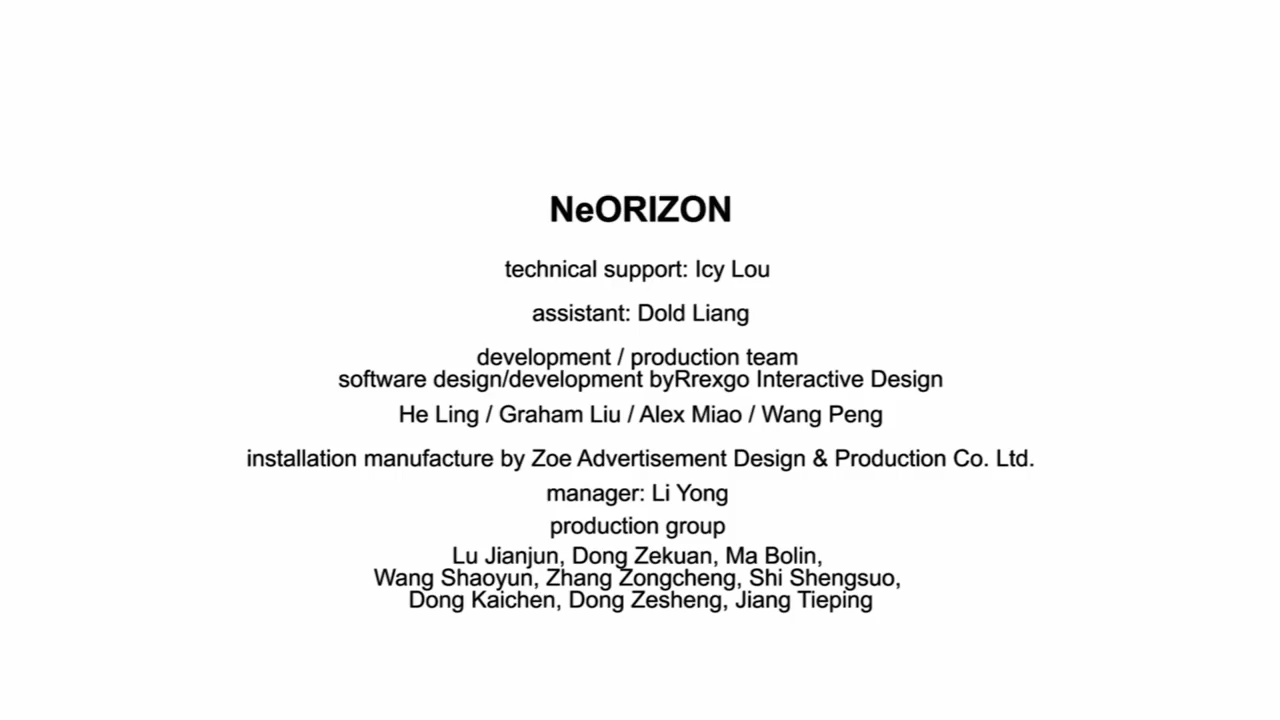 NeORIZON
technical support: Icy Lou
assistant: Dold Liang
development / production team
software design/development byRrexgo Interactive Design
He Ling / Graham Liu / Alex Miao / Wang Peng
installation manufacture by Zoe Advertisement Design & Production Co. Ltd.
manager: Li Yong
production group
Lu Jianjun, Dong Zekuan, Ma Bolin,
Wang Shaoyun, Zhang Zongcheng, Shi Shengsuo,
Dong Kaichen, Dong Zesheng, Jiang Tieping